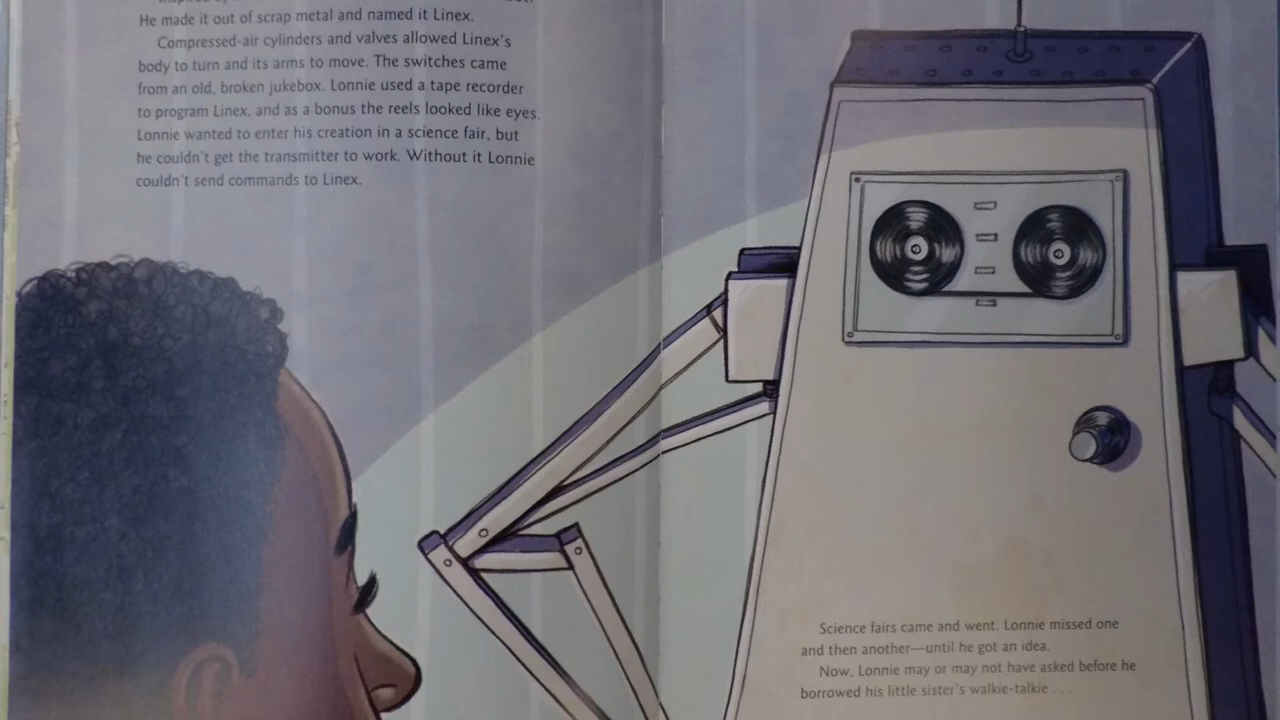 He made it out of scrap metal and named it Linex.
Compressed-air cylinders and valves allowed Linex's
body to turn and its arms to move. The switches came
from an old, broken jukebox. Lonnie used a tape recorder
to program Linex, and as a bonus the reels looked like eyes.
Lonnie wanted to enter his creation in a science fair, but
he couldn't get the transmitter to work. Without it Lonnie
couldn't send commands to Linex.
Science fairs came and went. Lonnie missed one
and then another—until he got an idea.
Now, Lonnie may or may not have asked before he
borrowed his little sister's walkie-talkie . . .